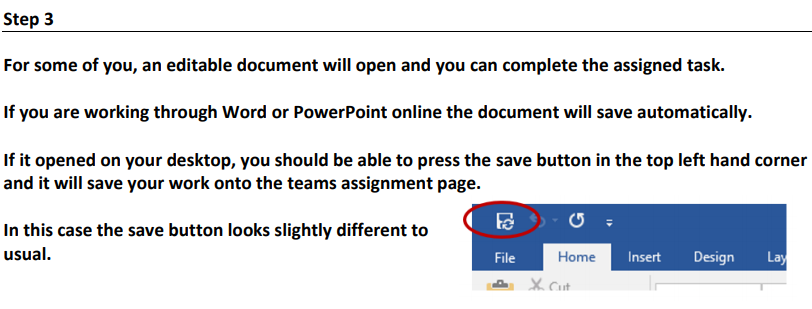 Step 3
For some of you, an editable document will open and you can complete the assigned task.
If you are working through Word or PowerPoint online the document will save automatically.
If it opened on your desktop, you should be able to press the save button in the top left hand corner
and it will save your work onto the teams assignment page.
In this case the save button looks slightly different to
usual.
File Home Insert Design Lay
Cut